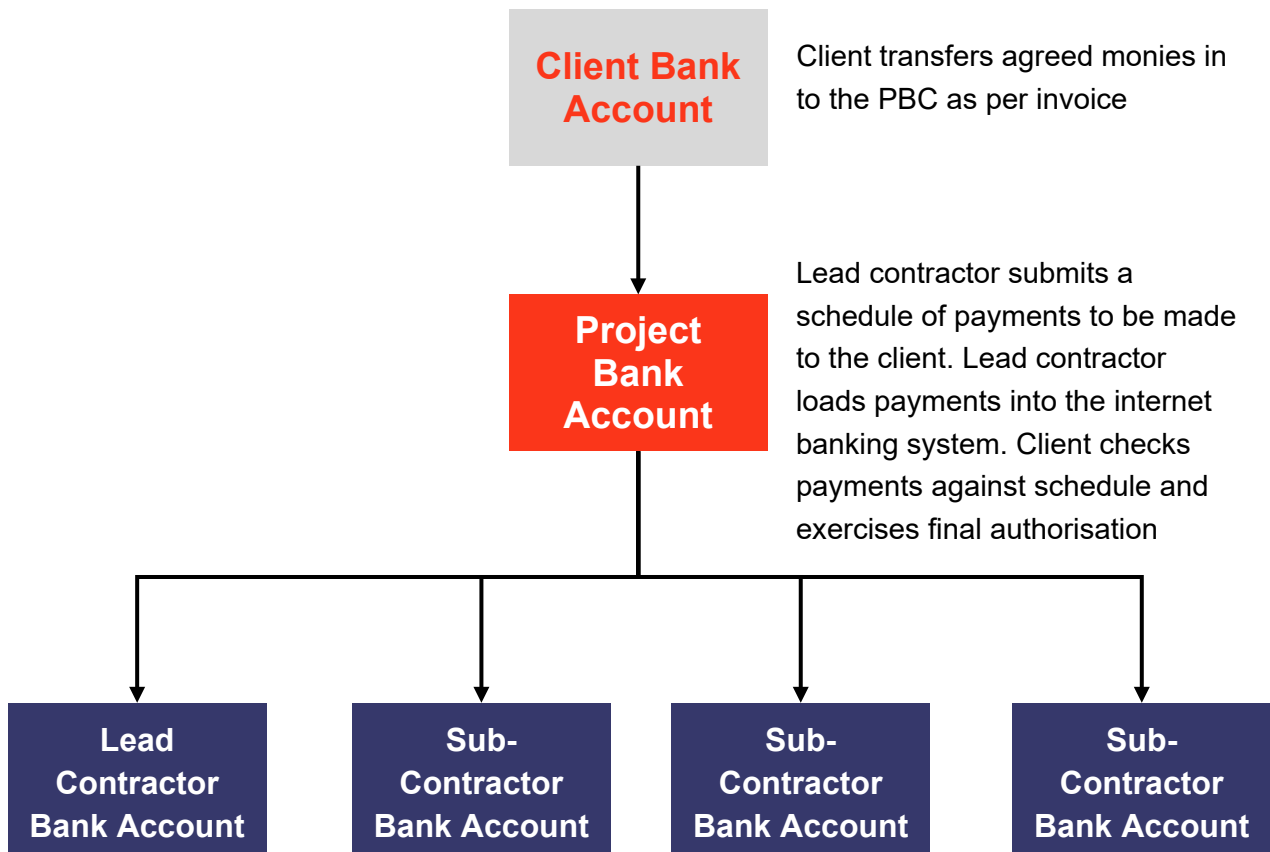 Client Bank
Account
Client transfers agreed monies in
to the PBC as per invoice
Project
Bank
Account
Lead contractor submits a
schedule of payments to be made
to the client. Lead contractor
loads payments into the internet
banking system. Client checks
payments against schedule and
exercises final authorisation
Lead
Contractor
Bank Account
Sub-
Contractor
Bank Account
Sub-
Contractor
Bank Account
Sub-
Contractor
Bank Account